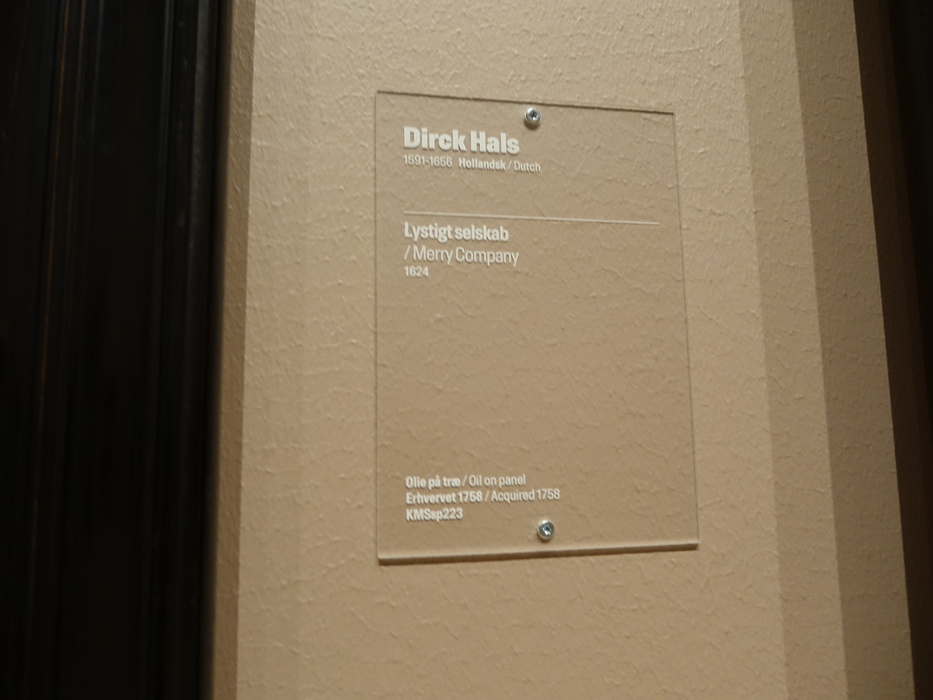 Dirck Hals
1591-1656 Hollandsk / Dutch
Lystigt selskab
/ Merry Company
1624
Olie på træ / Oil on panel
Erhvervet 1758 / Acquired 1758
KMSsp223